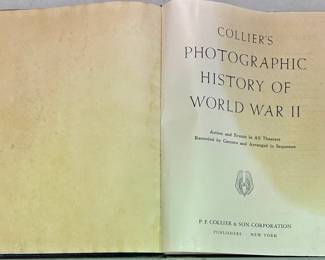 COLLIER'S
PHOTOGRAPHIC
HISTORY OF
WORLD WAR II
Action and Events in All Theaters
Recorded by Camera and Arranged in Sequences
P. F. COLLIER & SON CORPORATION
PUBLISHERS NEW YORK